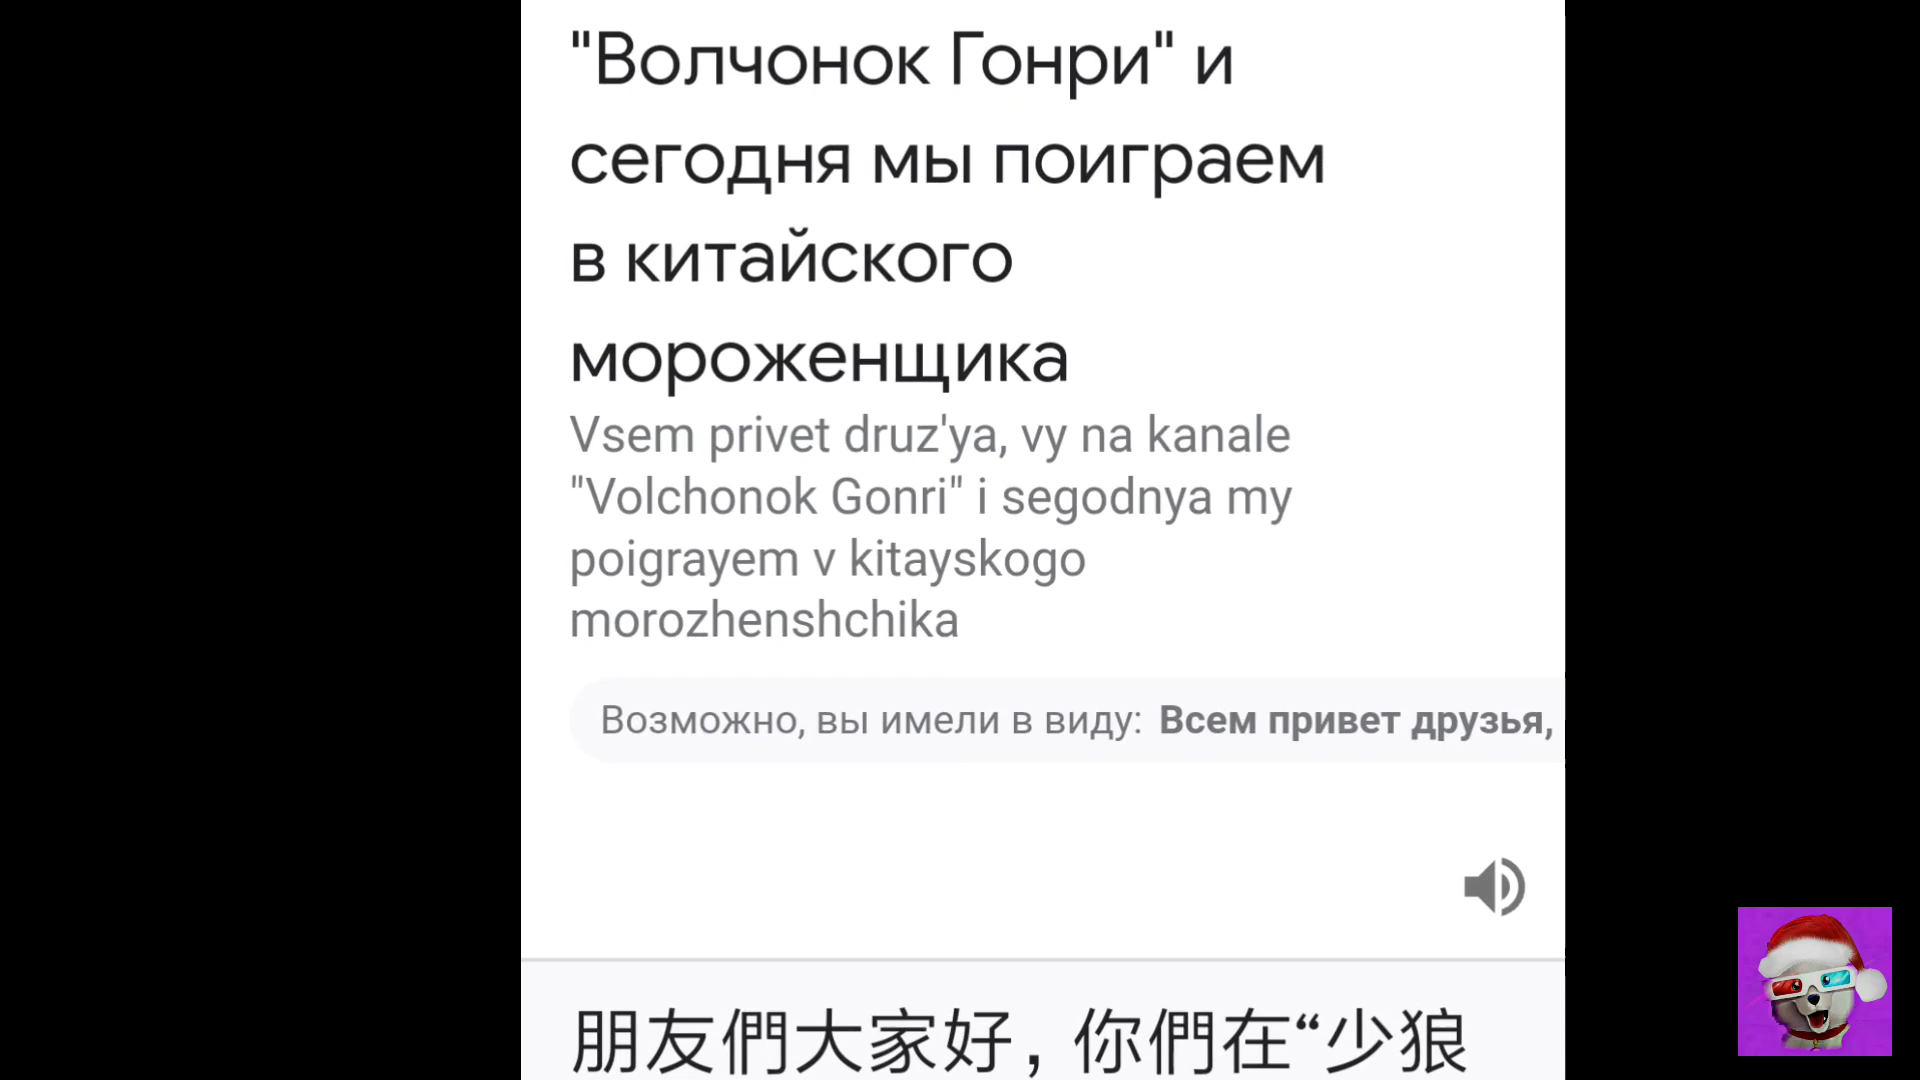 "Волчонок Гонри" и
сегодня мы поиграем
в китайского
мороженщика
Vsem privet druz'ya, vy na kanale
"Volchonok Gonri" i segodnya my
poigrayem v kitayskogo
morozhenshchika
Возможно, вы имели в виду: Всем привет друзья,
朋友們大家好，你們在“少狼